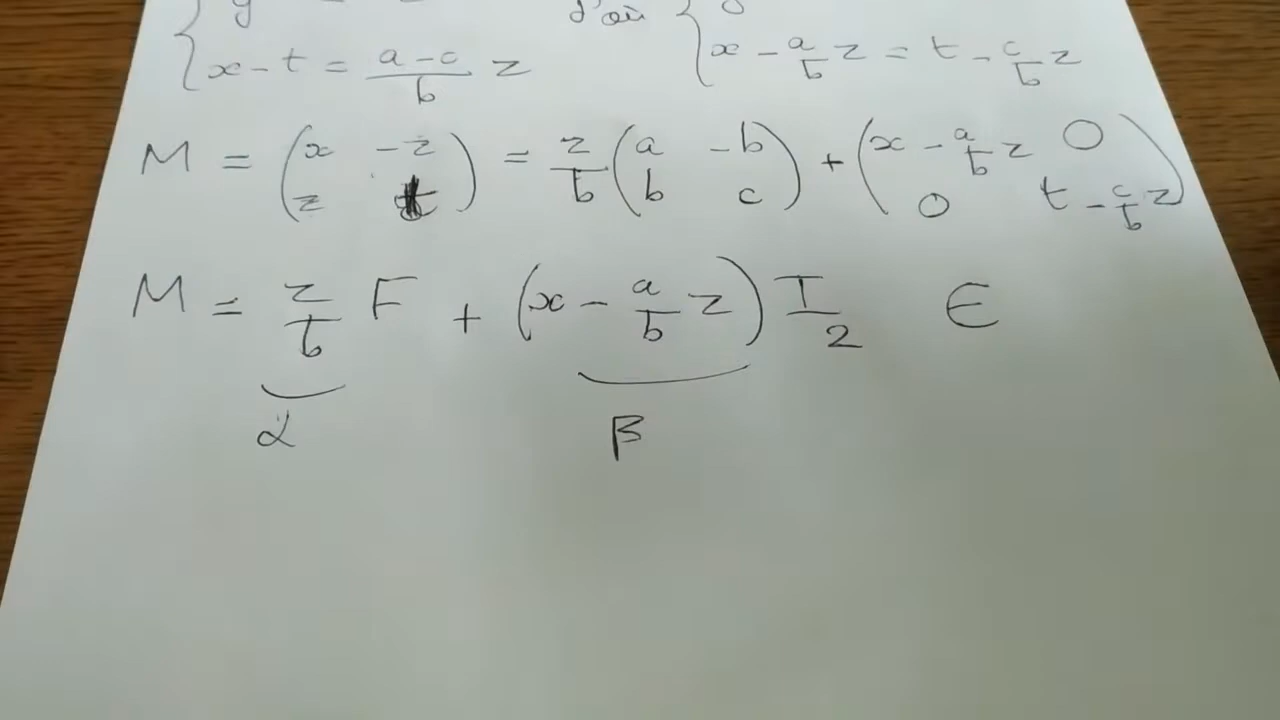 y d'où
{ x - t = (a - c)/b z { x - a/b z = t - c/b z
M = (x -z ; z t) = z/b (a -b ; b c) + (x - a/b z 0 ; 0 t - c/b z)
M = z/b F + (x - a/b z) I₂ ∈
α β